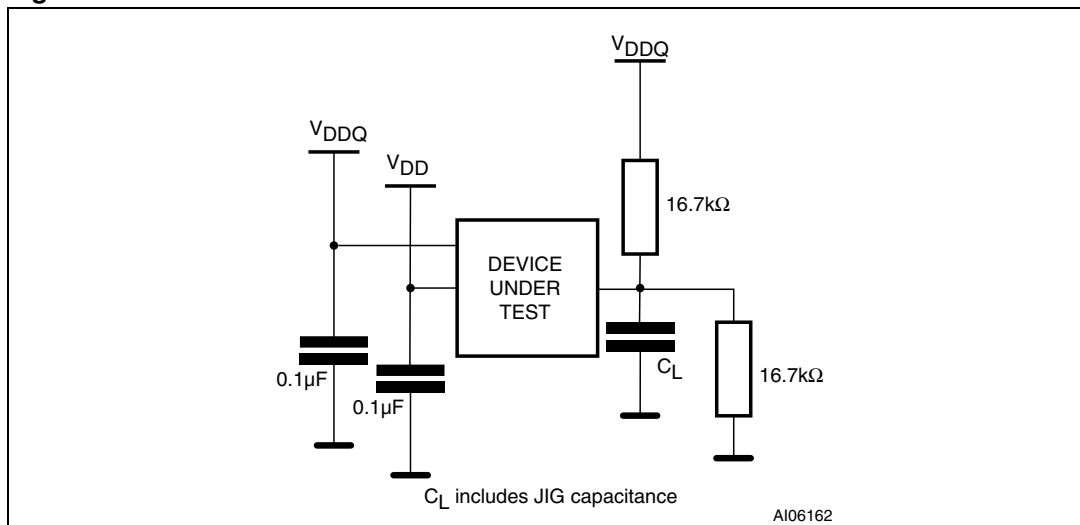 VDDQ
VDDQ
VDD
16.7kΩ
DEVICE
UNDER
TEST
0.1µF
0.1µF
CL
16.7kΩ
CL includes JIG capacitance
AI06162